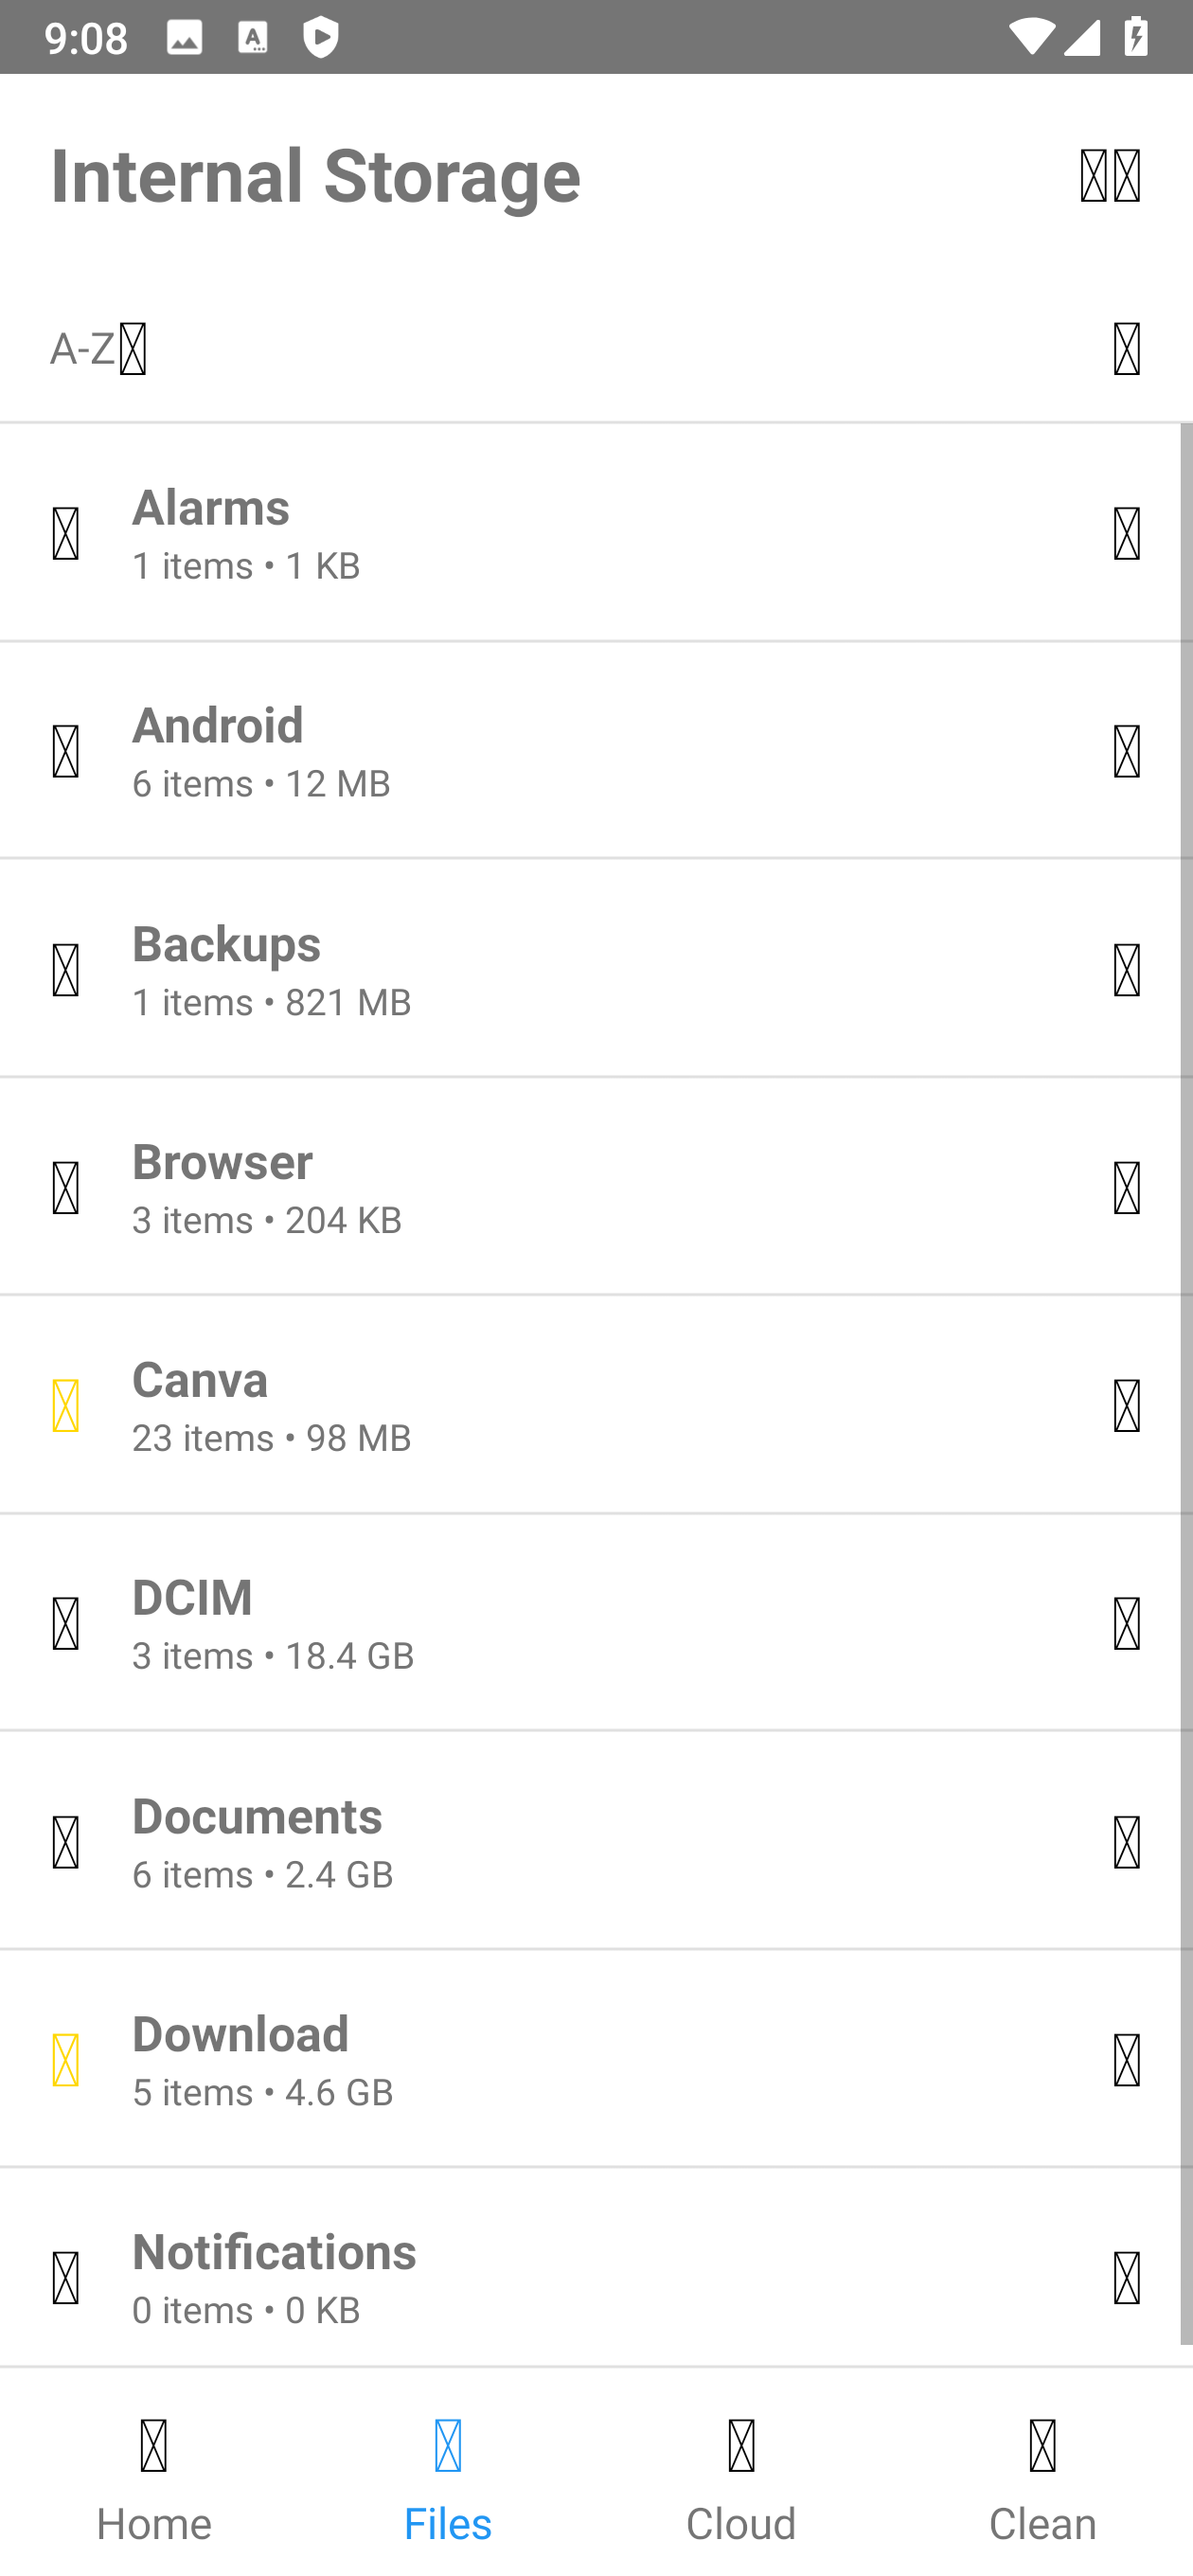 9:08
Internal Storage
A-Z
Alarms
1 items • 1 KB
Android
6 items • 12 MB
Backups
1 items • 821 MB
Browser
3 items • 204 KB
Canva
23 items • 98 MB
DCIM
3 items • 18.4 GB
Documents
6 items • 2.4 GB
Download
5 items • 4.6 GB
Notifications
0 items • 0 KB
Home
Files
Cloud
Clean